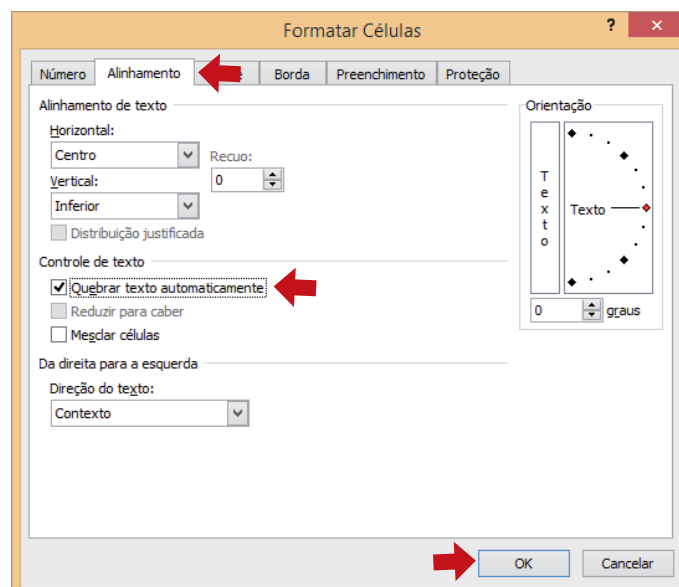 Formatar Células
? ×
Número Alinhamento Borda Preenchimento Proteção
Alinhamento de texto
Horizontal:
Centro
Recuo:
Vertical:
0
Inferior
Distribuição justificada
Controle de texto
Quebrar texto automaticamente
Reduzir para caber
Mesclar células
Da direita para a esquerda
Direção do texto:
Contexto
Orientação
Texto
Texto
0 graus
OK Cancelar